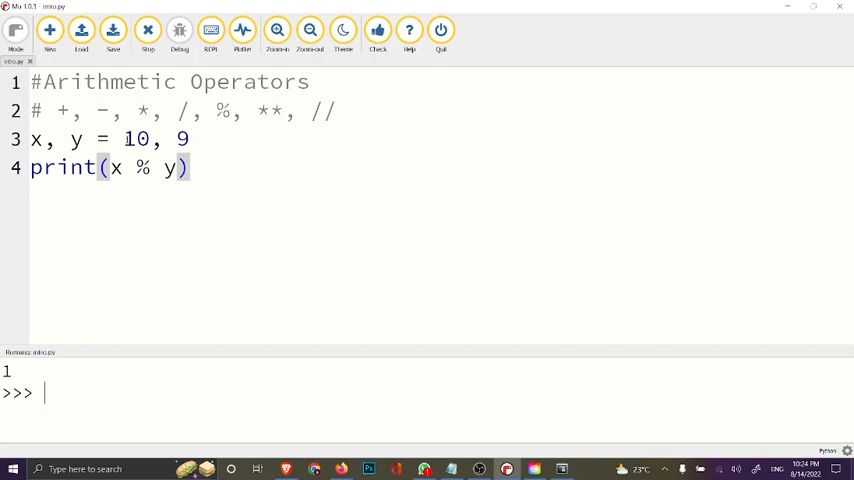 Mu 1.0.3 - intro.py
Mode New Load Save Stop Debug REPL Plotter Zoom-in Zoom-out Theme Check Help Quit
intro.py
1 #Arithmetic Operators
2 # +, -, *, /, %, **, //
3 x, y = 10, 9
4 print(x % y)
Running: intro.py
1
>>>
Python
Type here to search
23°C
ENG
10:24 PM
8/14/2022